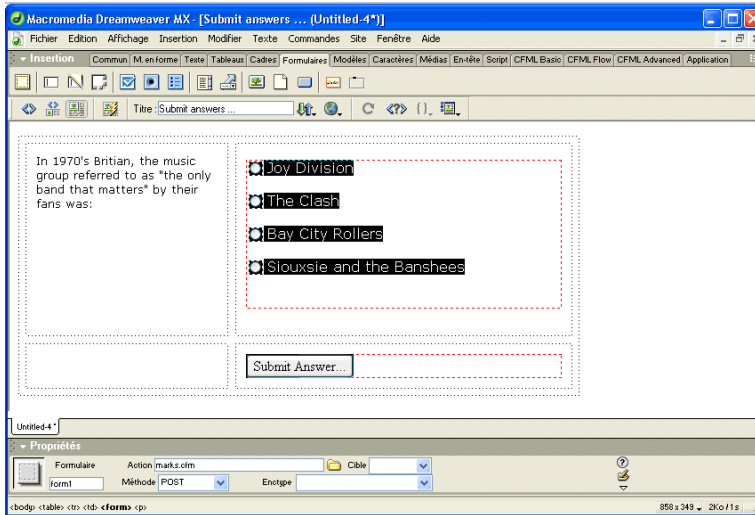 Macromedia Dreamweaver MX - [Submit answers ... (Untitled-4*)]
Fichier Edition Affichage Insertion Modifier Texte Commandes Site Fenêtre Aide
Insertion Commun M. en forme Texte Tableaux Cadres Formulaires Modèles Caractères Médias En-tête Script CFML Basic CFML Flow CFML Advanced Application
Titre : Submit answers ...
In 1970's Britian, the music
group referred to as "the only
band that matters" by their
fans was:
Joy Division
The Clash
Bay City Rollers
Siouxsie and the Banshees
Submit Answer...
Untitled-4*
Propriétés
Formulaire Action marks.cfm Cible
form1 Méthode POST Enctype
<body> <table> <tr> <td> <form> <p> 858 x 349 2Ko / 1 s